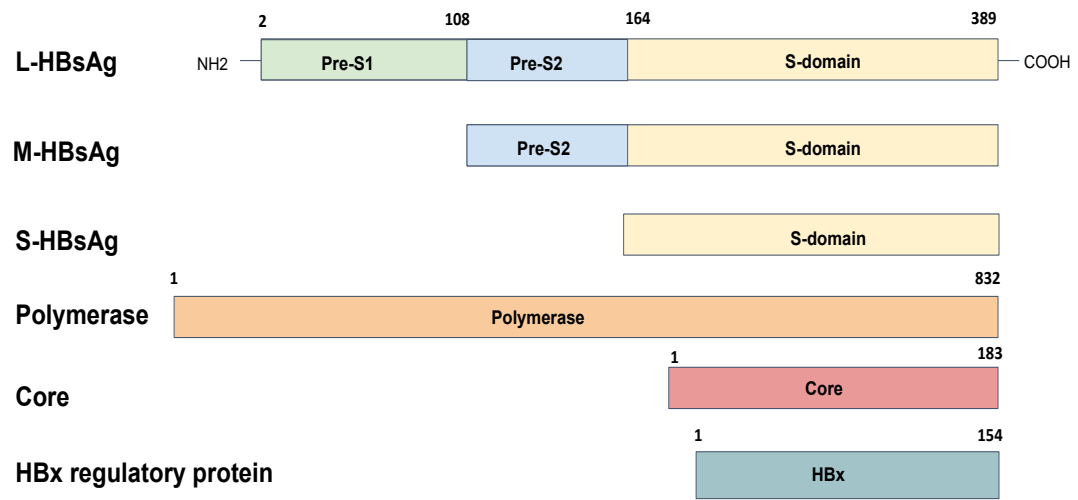 2 108 164 389
L-HBsAg NH2 Pre-S1 Pre-S2 S-domain COOH
M-HBsAg Pre-S2 S-domain
S-HBsAg S-domain
1 832
Polymerase Polymerase
1 183
Core Core
1 154
HBx regulatory protein HBx